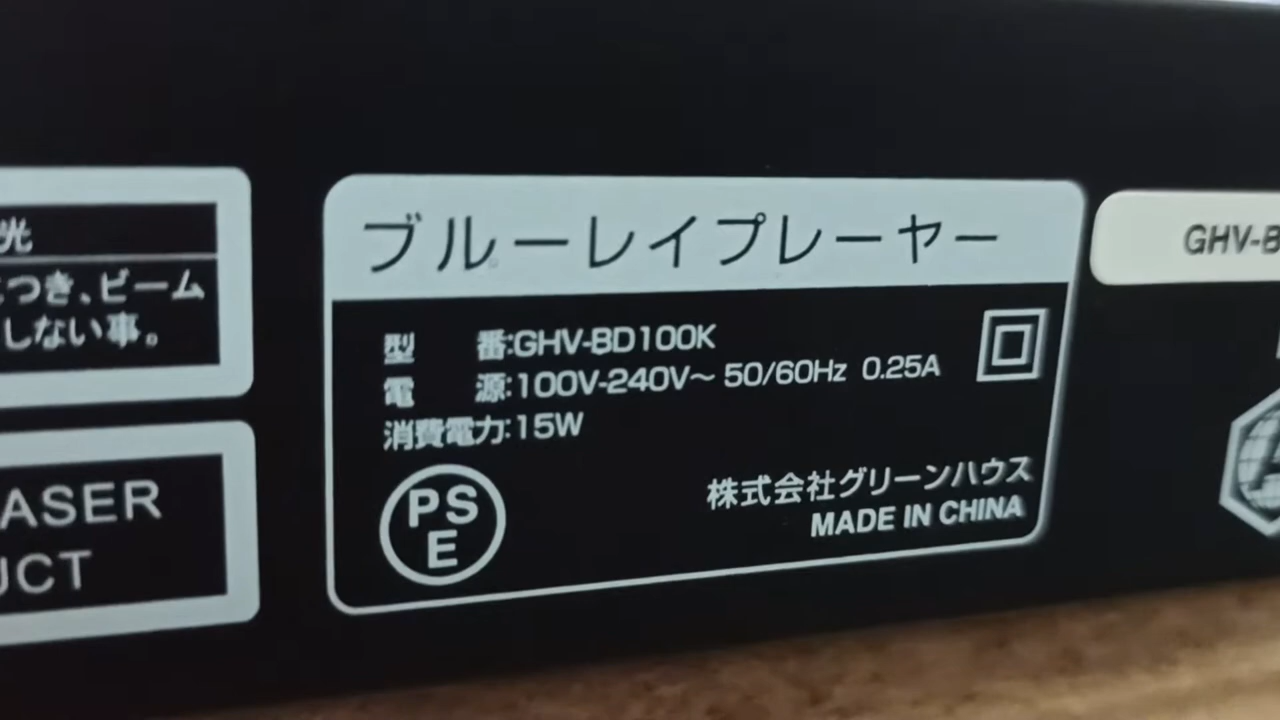 光
つき、ビーム
しない事。
ASER
UCT
ブルーレイプレーヤー
型 番:GHV-BD100K
電 源:100V-240V~ 50/60Hz 0.25A
消費電力:15W
PS
E
株式会社グリーンハウス
MADE IN CHINA
GHV-B